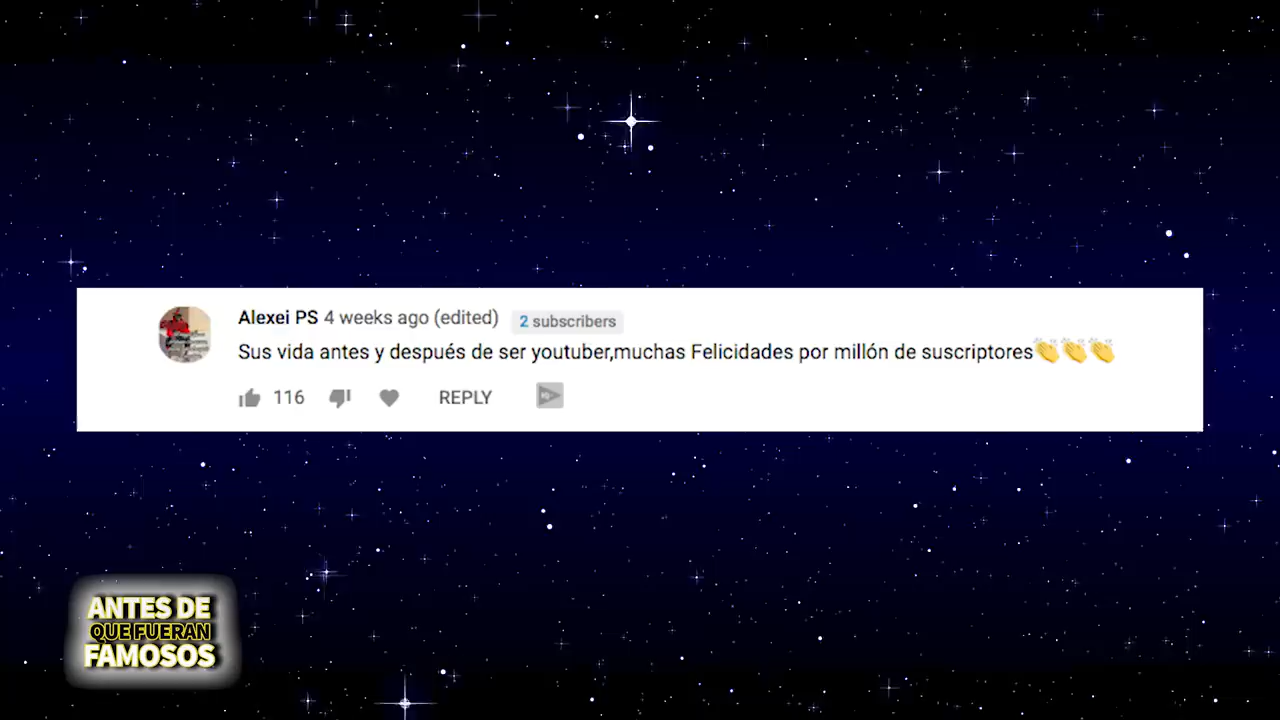 Alexei PS 4 weeks ago (edited) 2 subscribers
Sus vida antes y después de ser youtuber,muchas Felicidades por millón de suscriptores👏👏👏
116 REPLY
ANTES DE
QUE FUERAN
FAMOSOS